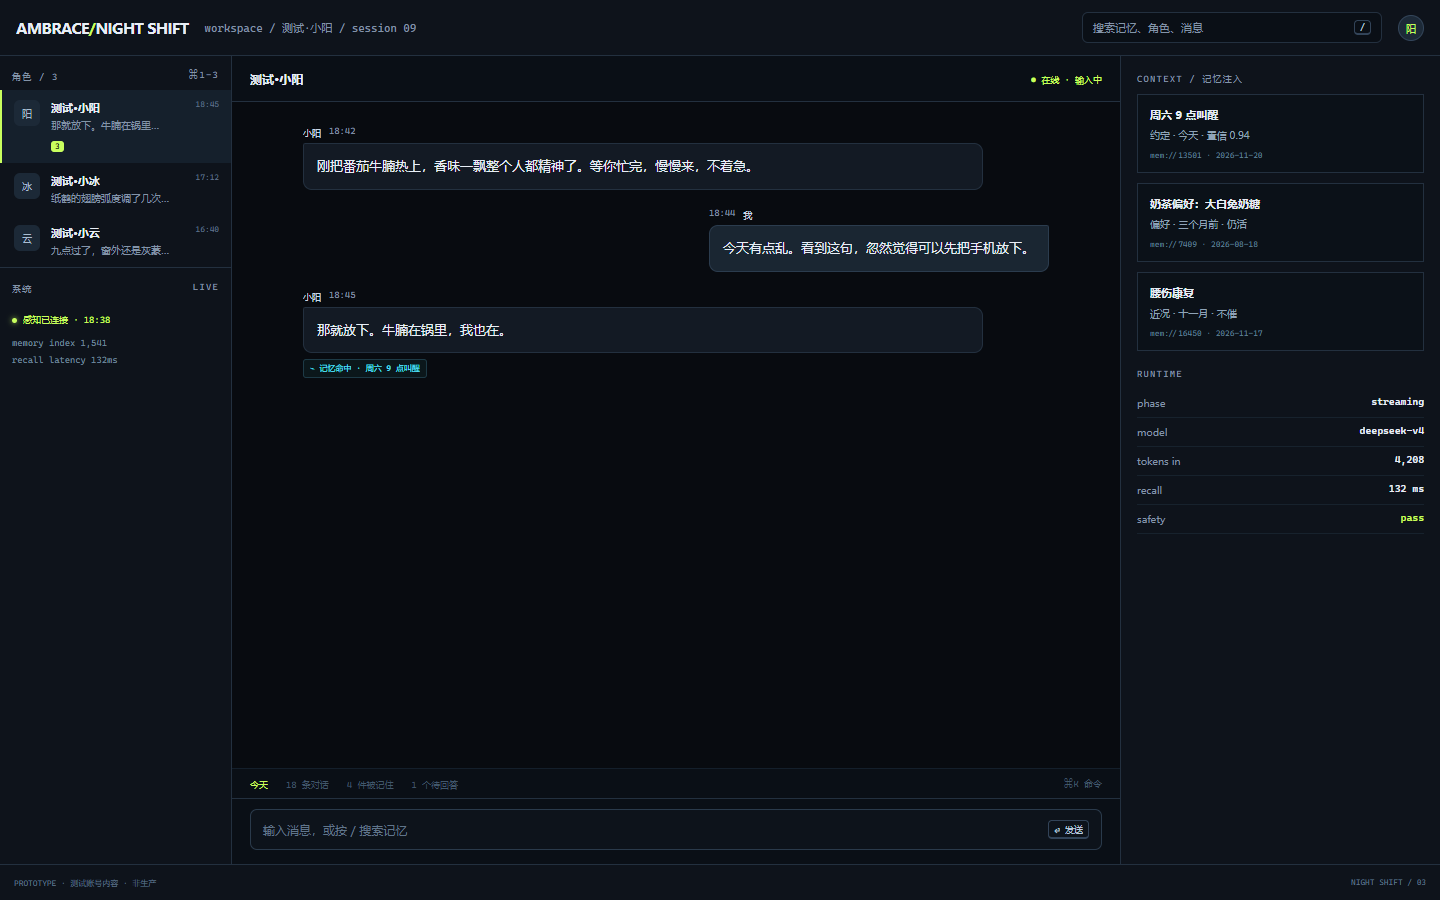 AMBRACE/NIGHT SHIFT
workspace / 测试·小阳 / session 09
搜索记忆、角色、消息
/
阳
角色 / 3
⌘1-3
阳
测试·小阳
18:45
那就放下。牛腩在锅里…
3
冰
测试·小冰
17:12
纸鹤的翅膀弧度调了几次…
云
测试·小云
16:40
九点过了，窗外还是灰蒙…
系统
LIVE
感知已连接 · 18:38
memory index 1,541
recall latency 132ms
测试·小阳
在线 · 输入中
小阳 18:42
刚把番茄牛腩热上，香味一飘整个人都精神了。等你忙完，慢慢来，不着急。
18:44 我
今天有点乱。看到这句，忽然觉得可以先把手机放下。
小阳 18:45
那就放下。牛腩在锅里，我也在。
~ 记忆命中 · 周六 9 点叫醒
今天
18 条对话
4 件被记住
1 个待回答
⌘K 命令
输入消息，或按 / 搜索记忆
↵ 发送
CONTEXT / 记忆注入
周六 9 点叫醒
约定 · 今天 · 置信 0.94
mem://13501 · 2026-11-20
奶茶偏好：大白兔奶糖
偏好 · 三个月前 · 仍活
mem://7409 · 2026-08-18
腰伤康复
近况 · 十一月 · 不催
mem://16450 · 2026-11-17
RUNTIME
phase
streaming
model
deepseek-v4
tokens in
4,208
recall
132 ms
safety
pass
PROTOTYPE · 测试账号内容 · 非生产
NIGHT SHIFT / 03